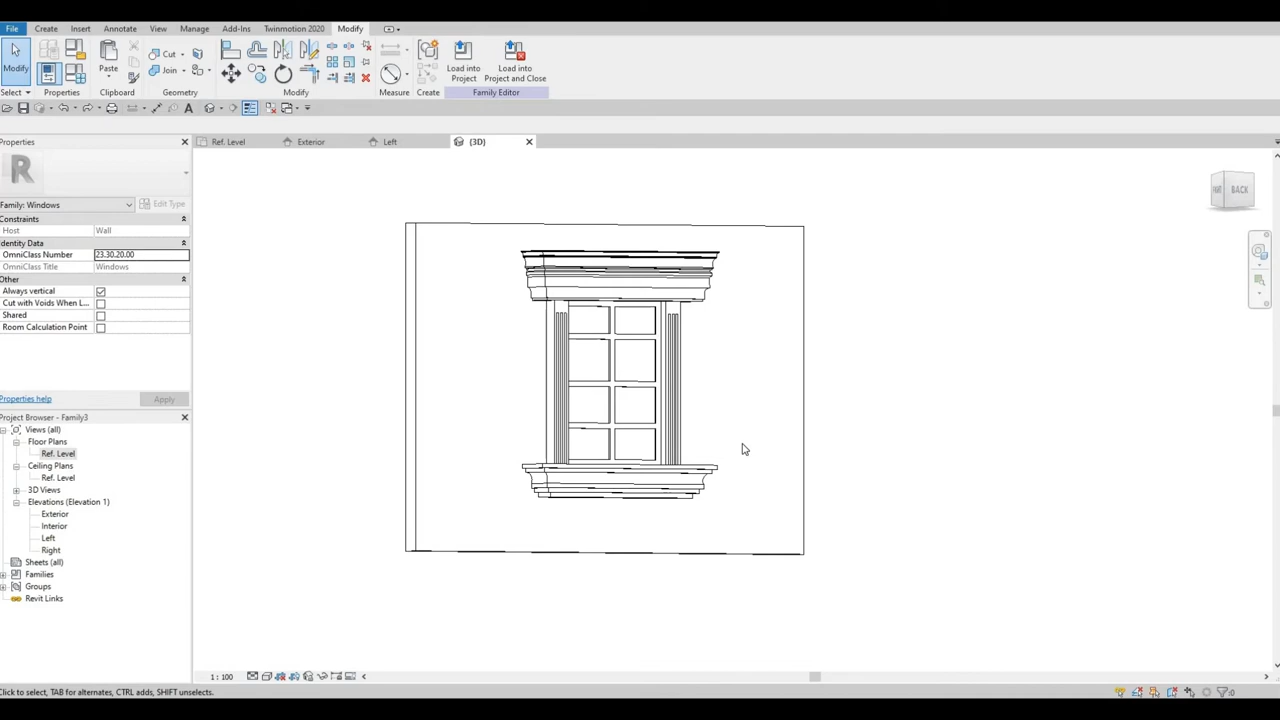 File Create Insert Annotate View Manage Add-Ins Twinmotion 2020 Modify
Modify
Paste
Cut
Join
Load into
Project
Load into
Project and Close
Select Properties Clipboard Geometry Modify Measure Create Family Editor
Ref. Level Exterior Left {3D}
Properties
R
Family: Windows Edit Type
Constraints
Host Wall
Identity Data
OmniClass Number 23.30.20.00
OmniClass Title Windows
Other
Always vertical
Cut with Voids When L...
Shared
Room Calculation Point
Properties help Apply
Project Browser - Family3
Views (all)
Floor Plans
Ref. Level
Ceiling Plans
Ref. Level
3D Views
Elevations (Elevation 1)
Exterior
Interior
Left
Right
Sheets (all)
Families
Groups
Revit Links
BACK
1 : 100
Click to select, TAB for alternates, CTRL adds, SHIFT unselects.
:0